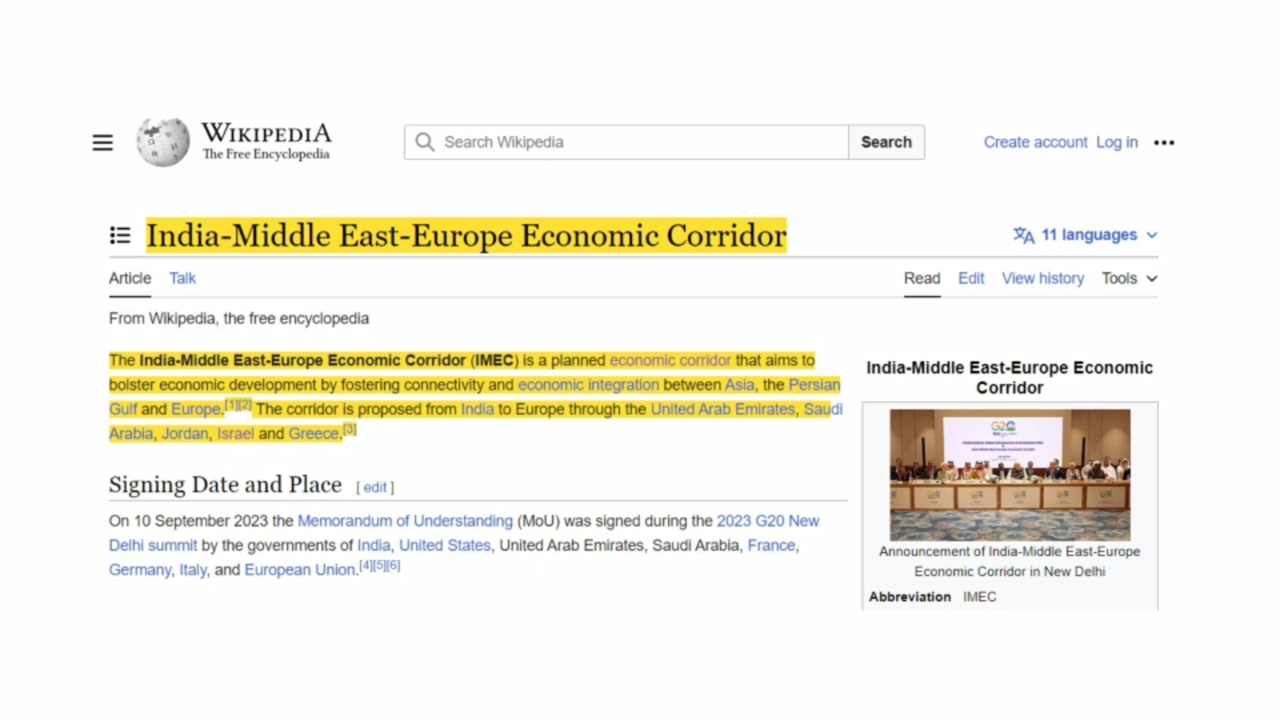 WIKIPEDIA
The Free Encyclopedia
Search Wikipedia
Search
Create account Log in
India-Middle East-Europe Economic Corridor
11 languages
Article Talk
Read Edit View history Tools
From Wikipedia, the free encyclopedia
The India-Middle East-Europe Economic Corridor (IMEC) is a planned economic corridor that aims to
bolster economic development by fostering connectivity and economic integration between Asia, the Persian
Gulf and Europe.[1][2] The corridor is proposed from India to Europe through the United Arab Emirates, Saudi
Arabia, Jordan, Israel and Greece.[3]
Signing Date and Place [ edit ]
On 10 September 2023 the Memorandum of Understanding (MoU) was signed during the 2023 G20 New
Delhi summit by the governments of India, United States, United Arab Emirates, Saudi Arabia, France,
Germany, Italy, and European Union.[4][5][6]
India-Middle East-Europe Economic
Corridor
G20
Announcement of India-Middle East-Europe
Economic Corridor in New Delhi
Abbreviation IMEC